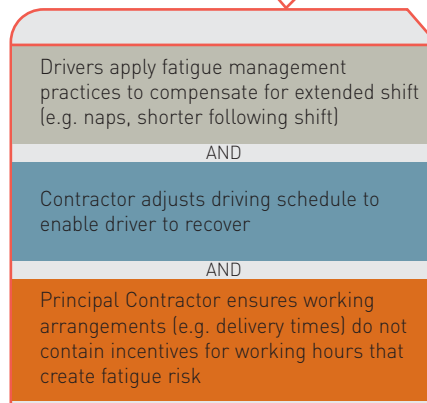 Drivers apply fatigue management
practices to compensate for extended shift
(e.g. naps, shorter following shift)
AND
Contractor adjusts driving schedule to
enable driver to recover
AND
Principal Contractor ensures working
arrangements (e.g. delivery times) do not
contain incentives for working hours that
create fatigue risk